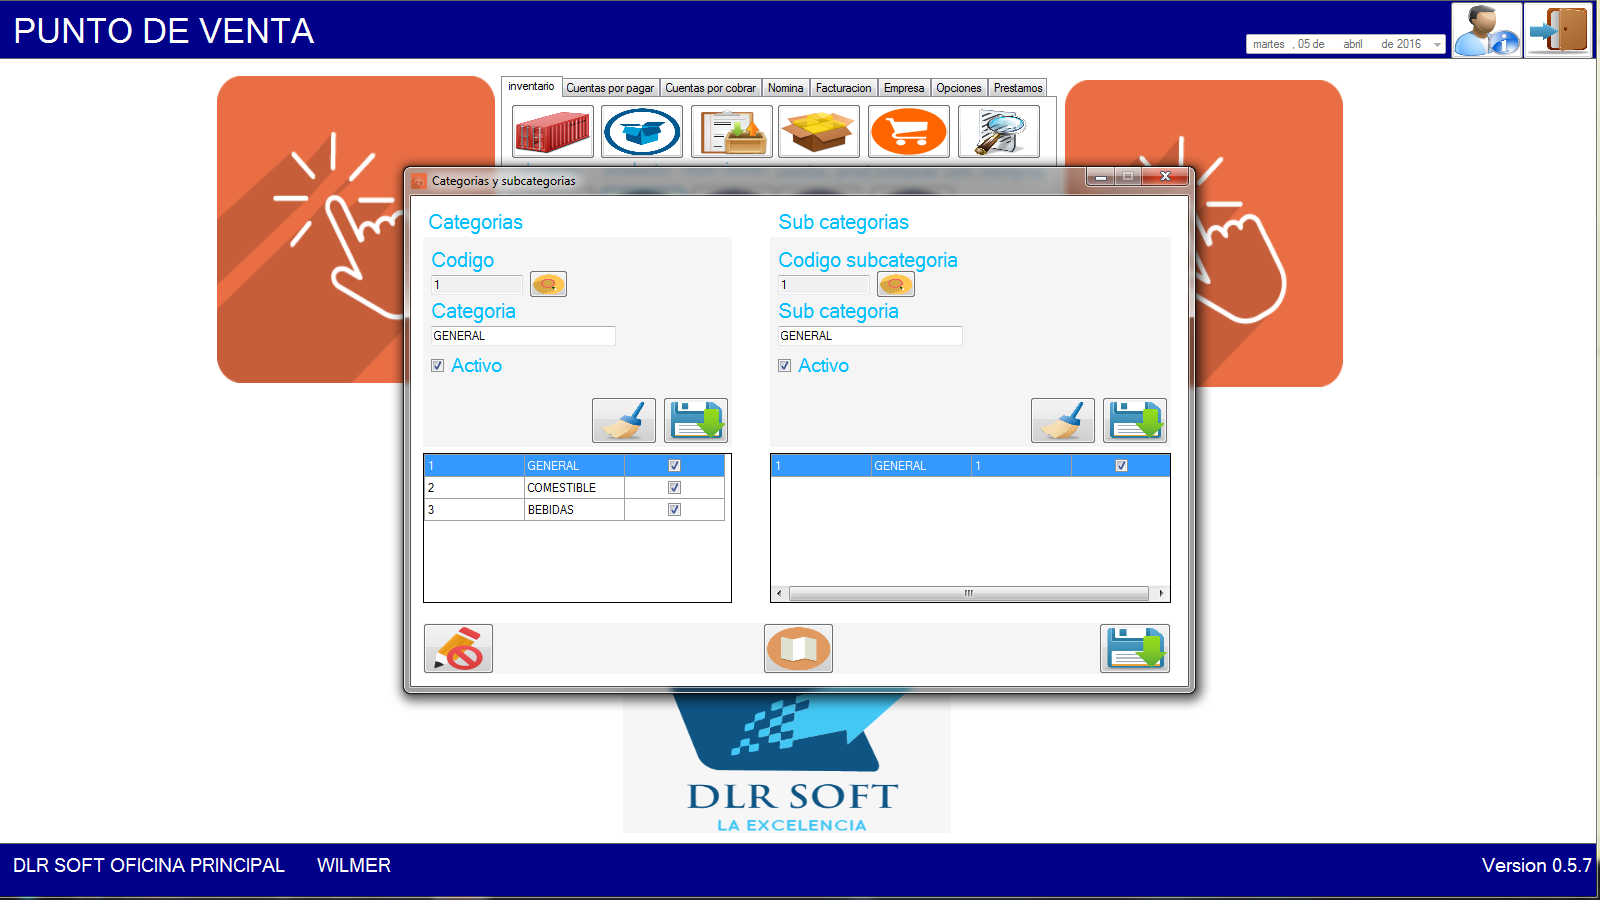 PUNTO DE VENTA
martes , 05 de abril de 2016
inventario Cuentas por pagar Cuentas por cobrar Nomina Facturacion Empresa Opciones Prestamos
Categorias y subcategorias
Categorias
Codigo
1
Categoria
GENERAL
Activo
1 GENERAL
2 COMESTIBLE
3 BEBIDAS
Sub categorias
Codigo subcategoria
1
Sub categoria
GENERAL
Activo
1 GENERAL 1
DLR SOFT
LA EXCELENCIA
DLR SOFT OFICINA PRINCIPAL WILMER
Version 0.5.7